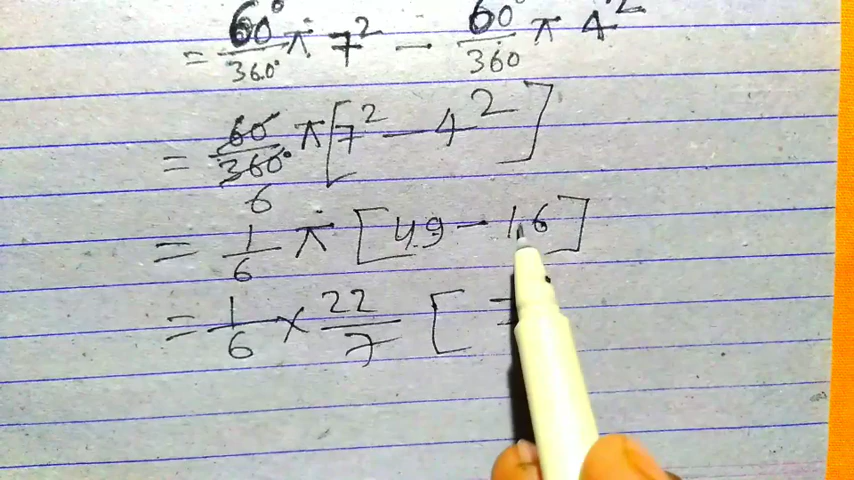 = 60°/360° π 7² − 60°/360 π 4²
= 60/360° π [7² − 4²]
6
= 1/6 π [49 − 16]
= 1/6 × 22/7 [